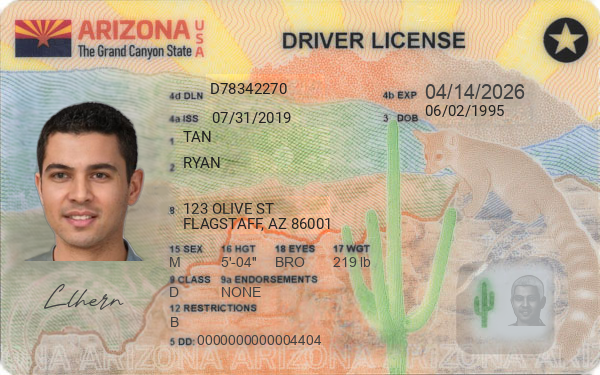 ARIZONA USA
The Grand Canyon State
DRIVER LICENSE
4d DLN D78342270
4b EXP 04/14/2026
4a ISS 07/31/2019
3 DOB 06/02/1995
1 TAN
2 RYAN
8 123 OLIVE ST
FLAGSTAFF, AZ 86001
15 SEX 16 HGT 18 EYES 17 WGT
M 5'-04" BRO 219 lb
9 CLASS 9a ENDORSEMENTS
D NONE
12 RESTRICTIONS
B
5 DD: 0000000000004404
ARIZONA ARIZONA ARIZONA ARIZONA